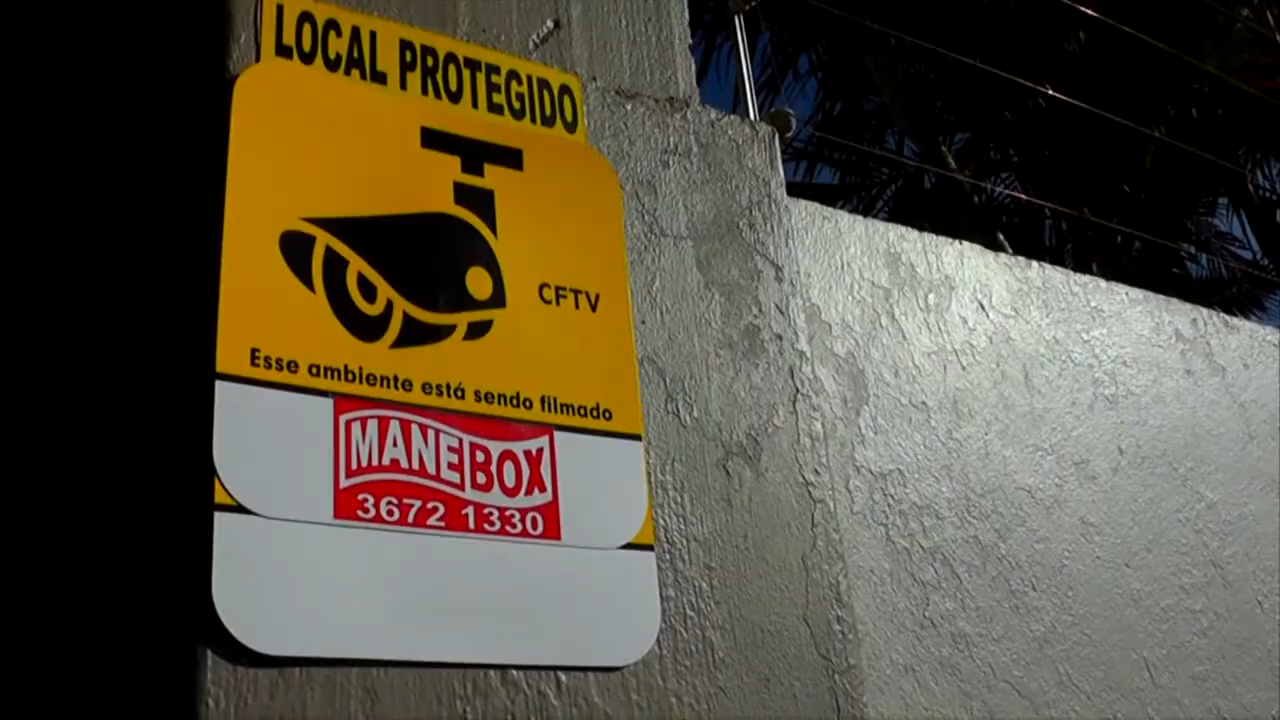 LOCAL PROTEGIDO
CFTV
Esse ambiente está sendo filmado
MANEBOX
3672 1330